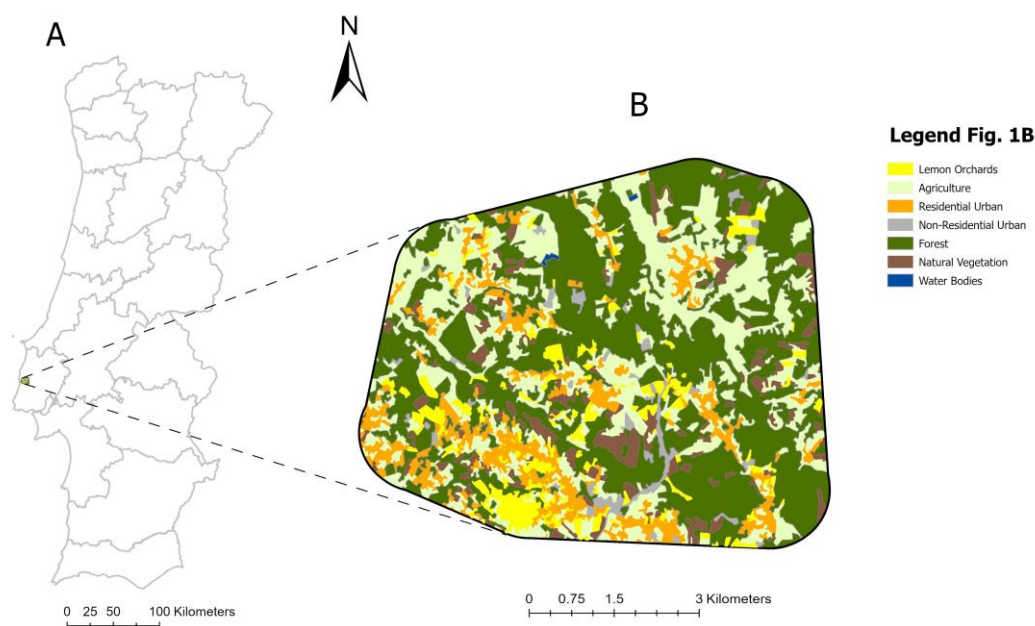 A
N
B
Legend Fig. 1B
Lemon Orchards
Agriculture
Residential Urban
Non-Residential Urban
Forest
Natural Vegetation
Water Bodies
0 25 50 100 Kilometers
0 0.75 1.5 3 Kilometers